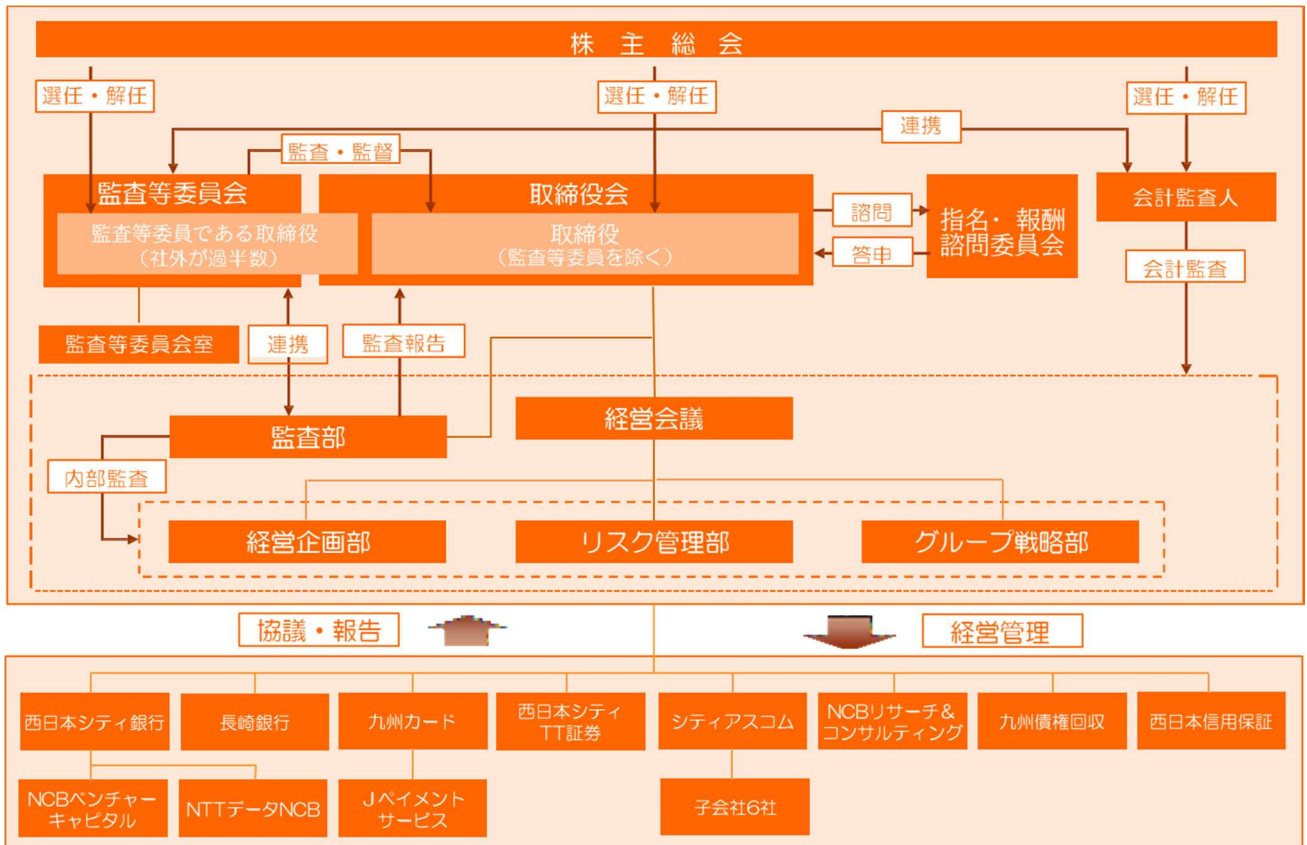 株主総会
選任・解任
選任・解任
選任・解任
連携
監査・監督
監査等委員会
監査等委員である取締役
(社外が過半数)
取締役会
取締役
(監査等委員を除く)
諮問
答申
指名・報酬
諮問委員会
会計監査人
会計監査
監査等委員会室
連携
監査報告
監査部
経営会議
内部監査
経営企画部
リスク管理部
グループ戦略部
協議・報告
経営管理
西日本シティ銀行
長崎銀行
九州カード
西日本シティ
TT証券
シティアスコム
NCBリサーチ&
コンサルティング
九州債権回収
西日本信用保証
NCBベンチャー
キャピタル
NTTデータNCB
Jペイメント
サービス
子会社6社